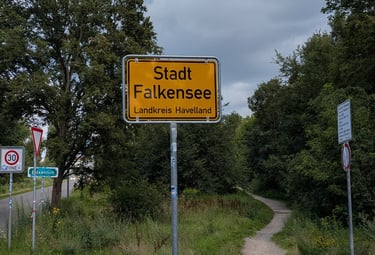 Stadt
Falkensee
Landkreis Havelland
30